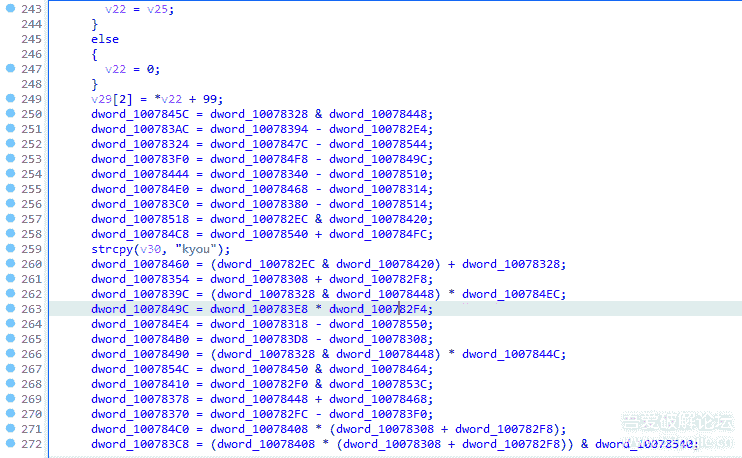 243 v22 = v25;
244 }
245 else
246 {
247 v22 = 0;
248 }
249 v29[2] = *v22 + 99;
250 dword_1007845C = dword_10078328 & dword_10078448;
251 dword_100783AC = dword_10078394 - dword_100782E4;
252 dword_10078324 = dword_1007847C - dword_10078544;
253 dword_100783F0 = dword_100784F8 - dword_1007849C;
254 dword_10078444 = dword_10078340 - dword_10078510;
255 dword_100784E0 = dword_10078468 - dword_10078314;
256 dword_100783C0 = dword_10078380 - dword_10078514;
257 dword_10078518 = dword_100782EC & dword_10078420;
258 dword_100784C8 = dword_10078540 + dword_100784FC;
259 strcpy(v30, "kyou");
260 dword_10078460 = (dword_100782EC & dword_10078420) + dword_10078328;
261 dword_10078354 = dword_10078308 + dword_100782F8;
262 dword_1007839C = (dword_10078328 & dword_10078448) * dword_100784EC;
263 dword_1007849C = dword_100783E8 * dword_100782F4;
264 dword_100784E4 = dword_10078318 - dword_10078550;
265 dword_100784B0 = dword_100783D8 - dword_10078308;
266 dword_10078490 = (dword_10078328 & dword_10078448) * dword_1007844C;
267 dword_1007854C = dword_10078450 & dword_10078464;
268 dword_10078410 = dword_100782F0 & dword_1007853C;
269 dword_10078378 = dword_10078448 + dword_10078468;
270 dword_10078370 = dword_100782FC - dword_100783F0;
271 dword_100784C0 = dword_10078408 * (dword_10078308 + dword_100782F8);
272 dword_100783C8 = (dword_10078408 * (dword_10078308 + dword_100782F8)) & dword_10078540;
吾爱破解论坛